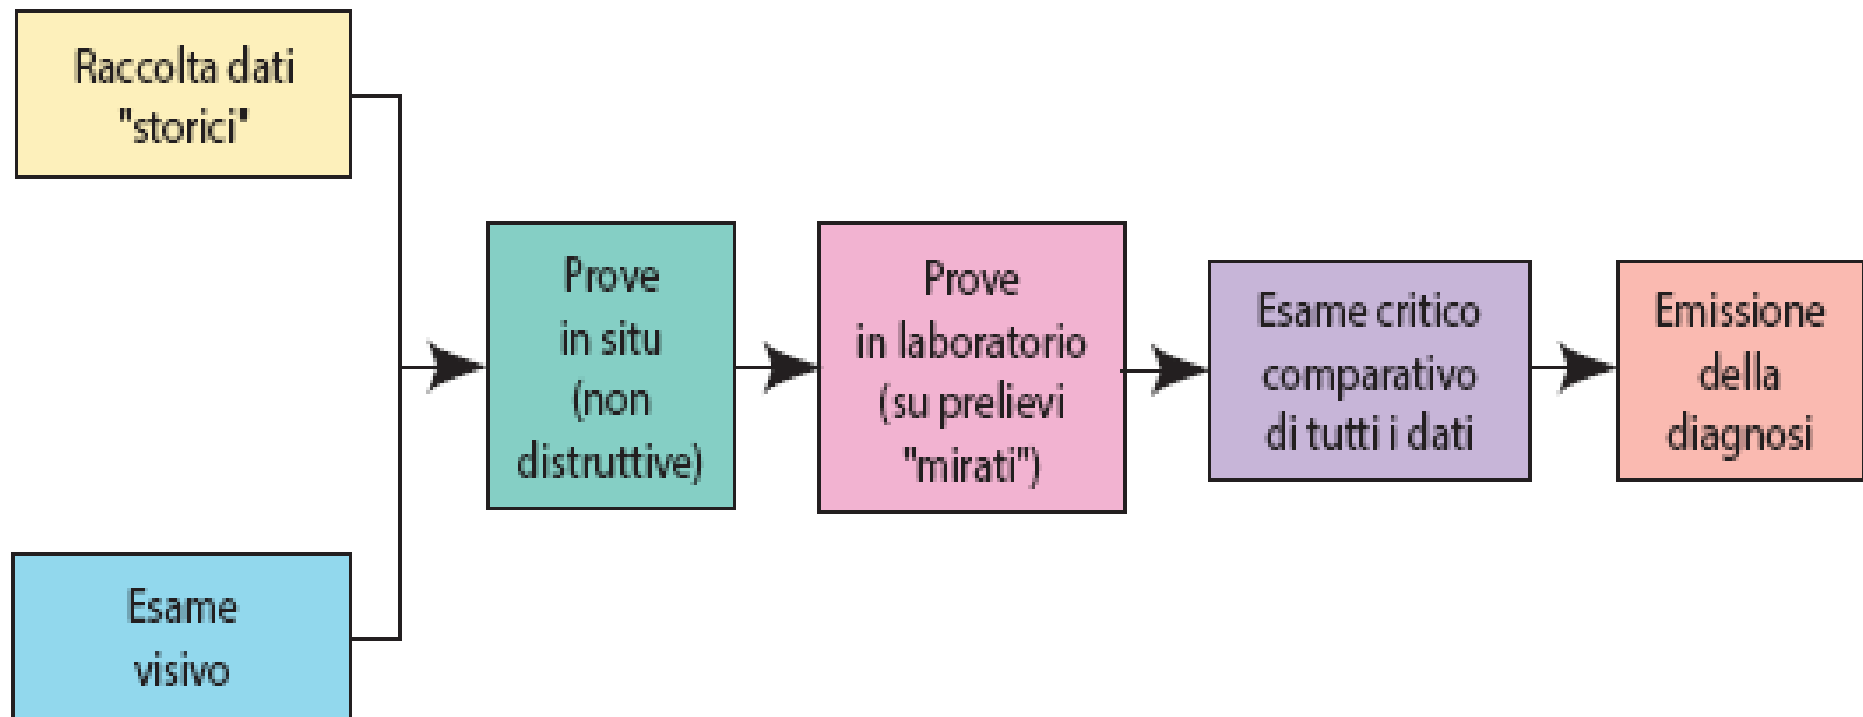 Raccolta dati
"storici"
Esame
visivo
Prove
in situ
(non
distruttive)
Prove
in laboratorio
(su prelievi
"mirati")
Esame critico
comparativo
di tutti i dati
Emissione
della
diagnosi